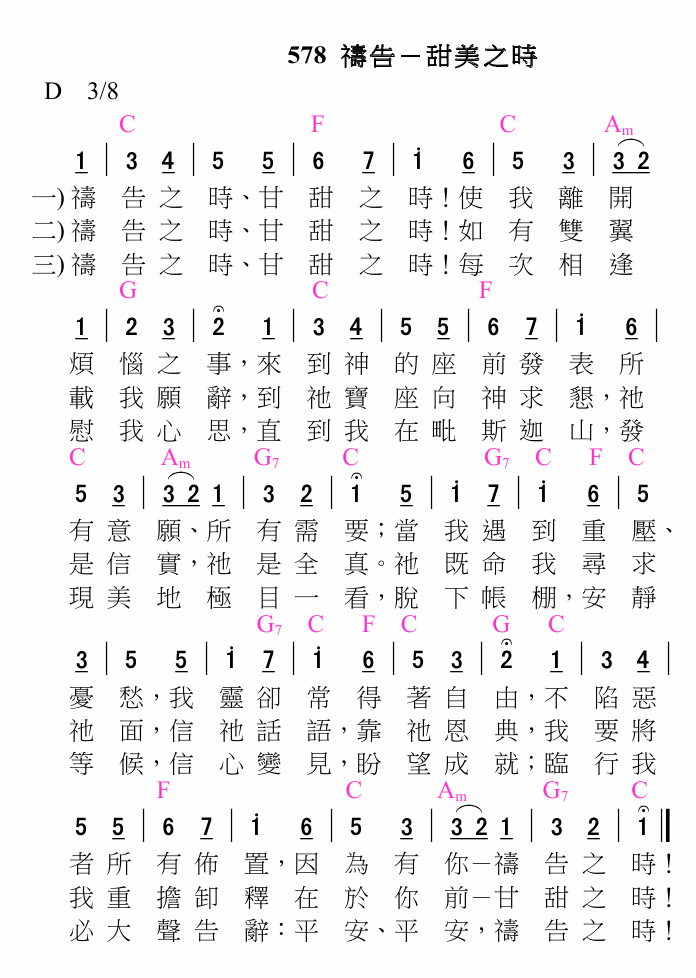 578 禱告－甜美之時
D 3/8
C F C Am
1 | 3 4 | 5 5 | 6 7 | i 6 | 5 3 | 3 2
一) 禱 告 之 時、甘 甜 之 時！使 我 離 開
二) 禱 告 之 時、甘 甜 之 時！如 有 雙 翼
三) 禱 告 之 時、甘 甜 之 時！每 次 相 逢
G C F
1 | 2 3 | 2 1 | 3 4 | 5 5 | 6 7 | i 6 |
煩 惱 之 事，來 到 神 的 座 前 發 表 所
載 我 願 辭，到 祂 寶 座 向 神 求 懇，祂
慰 我 心 思，直 到 我 在 毗 斯 迦 山，發
C Am G7 C G7 C F C
5 3 | 3 2 1 | 3 2 | 1 5 | i 7 | i 6 | 5
有 意 願、所 有 需 要；當 我 遇 到 重 壓、
是 信 實，祂 是 全 真。祂 既 命 我 尋 求
現 美 地 極 目 一 看，脫 下 帳 棚，安 靜
G7 C F C G C
3 | 5 5 | i 7 | i 6 | 5 3 | 2 1 | 3 4 |
憂 愁，我 靈 卻 常 得 著 自 由，不 陷 惡
祂 面，信 祂 話 語，靠 祂 恩 典，我 要 將
等 候，信 心 變 見，盼 望 成 就；臨 行 我
F C Am G7 C
5 5 | 6 7 | i 6 | 5 3 | 3 2 1 | 3 2 | i ‖
者 所 有 佈 置，因 為 有 你－禱 告 之 時！
我 重 擔 卸 釋 在 於 你 前－甘 甜 之 時！
必 大 聲 告 辭：平 安、平 安，禱 告 之 時！